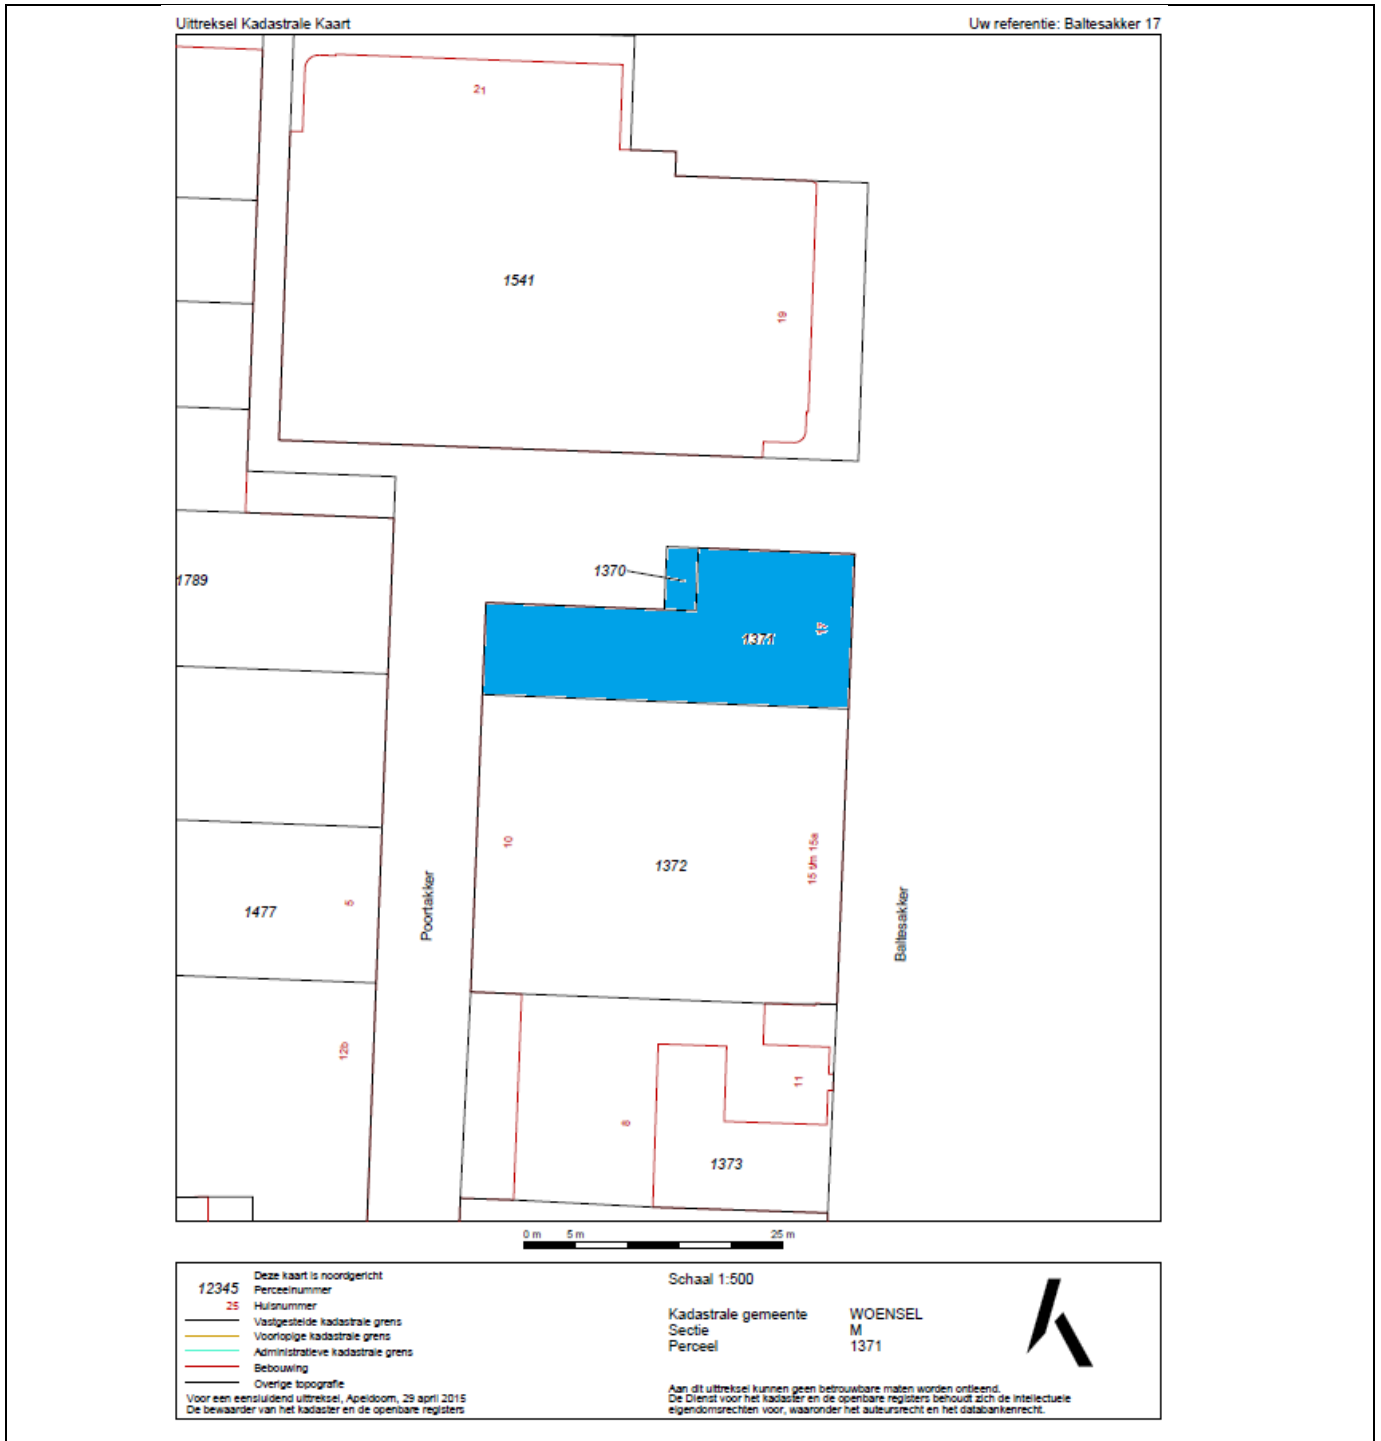 Uittreksel Kadastrale Kaart
Uw referentie: Baltesakker 17
21
1541
19
1370
1789
1371
17
10
1372
15 t/m 15a
1477
5
Poortakker
Baltesakker
12b
11
8
1373
0 m 5 m 25 m
Deze kaart is noordgericht
12345 Perceelnummer
25 Huisnummer
Vastgestelde kadastrale grens
Voorlopige kadastrale grens
Administratieve kadastrale grens
Bebouwing
Overige topografie
Voor een eensluidend uittreksel, Apeldoorn, 29 april 2015
De bewaarder van het kadaster en de openbare registers
Schaal 1:500
Kadastrale gemeente WOENSEL
Sectie M
Perceel 1371
Aan dit uittreksel kunnen geen betrouwbare maten worden ontleend.
De Dienst voor het kadaster en de openbare registers behoudt zich de intellectuele
eigendomsrechten voor, waaronder het auteursrecht en het databankenrecht.